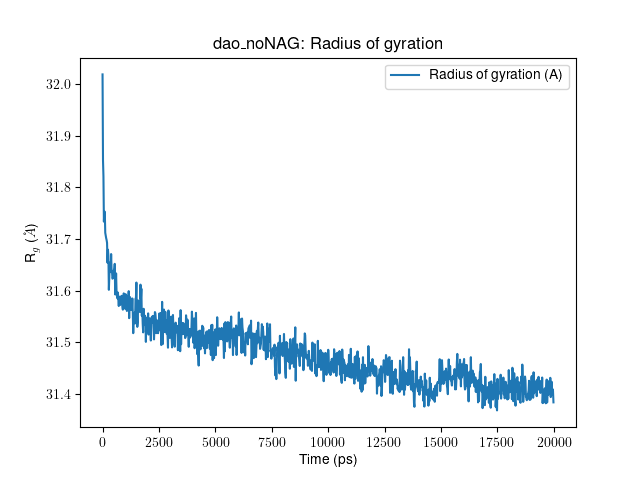 dao_noNAG: Radius of gyration
Radius of gyration (A)
32.0
31.9
31.8
31.7
31.6
31.5
31.4
R_g (Å)
0 2500 5000 7500 10000 12500 15000 17500 20000
Time (ps)